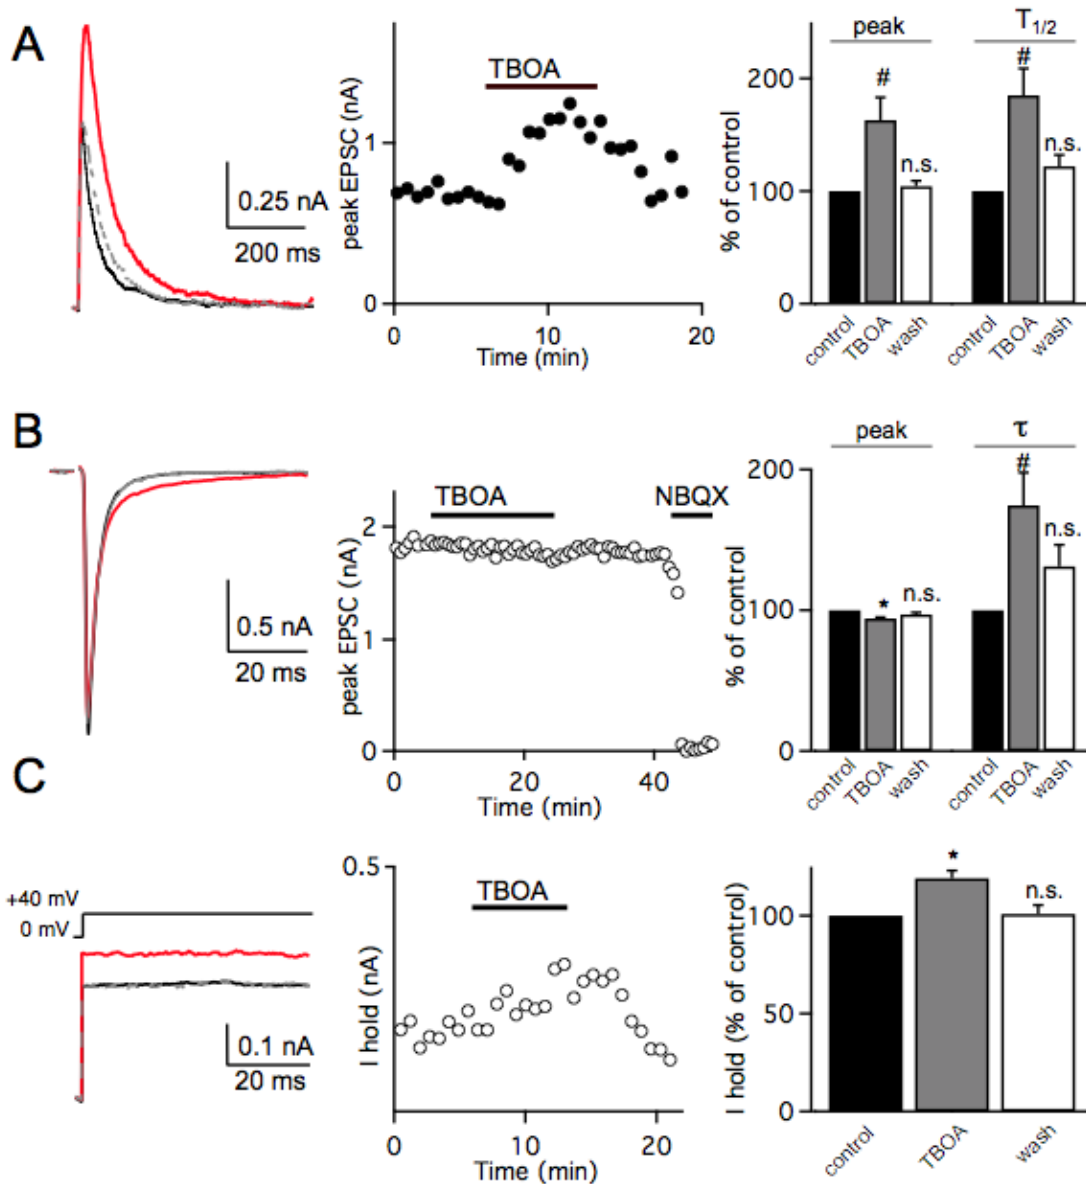 A
0.25 nA
200 ms
peak EPSC (nA)
TBOA
1
0
0
10
20
Time (min)
peak
T1/2
% of control
200
100
0
#
n.s.
#
n.s.
control
TBOA
wash
control
TBOA
wash
B
0.5 nA
20 ms
peak EPSC (nA)
TBOA
NBQX
2
1
0
0
20
40
Time (min)
peak
τ
% of control
200
100
0
*
n.s.
#
n.s.
control
TBOA
wash
control
TBOA
wash
C
+40 mV
0 mV
0.1 nA
20 ms
I hold (nA)
0.5
TBOA
0
10
20
Time (min)
I hold (% of control)
100
50
0
*
n.s.
control
TBOA
wash